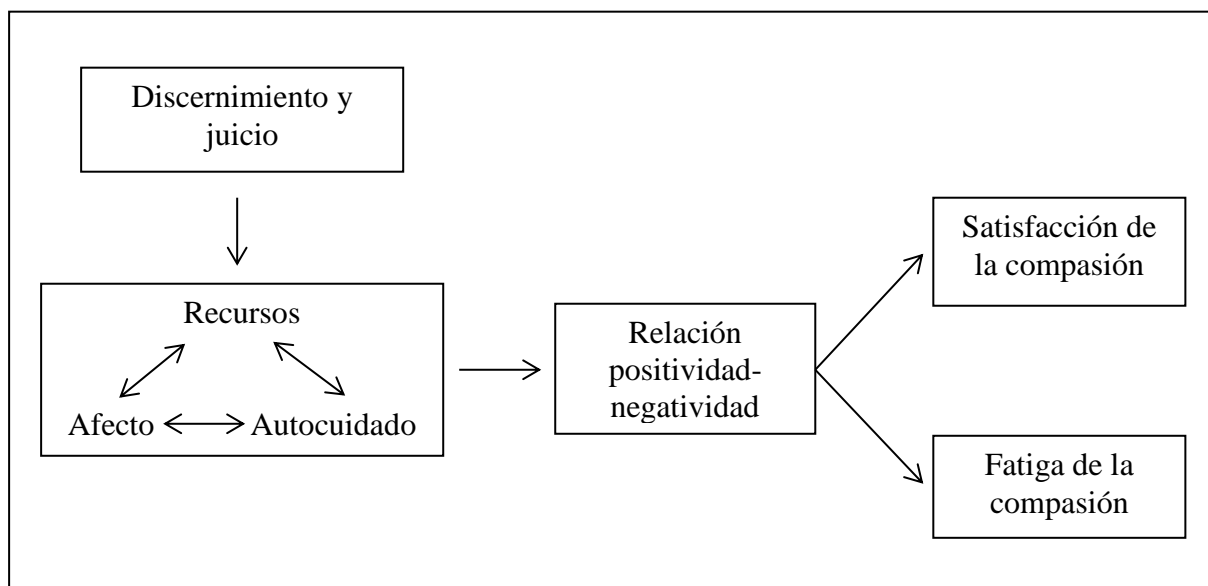 Discernimiento y
juicio
Recursos
Afecto
Autocuidado
Relación
positividad-
negatividad
Satisfacción de
la compasión
Fatiga de la
compasión